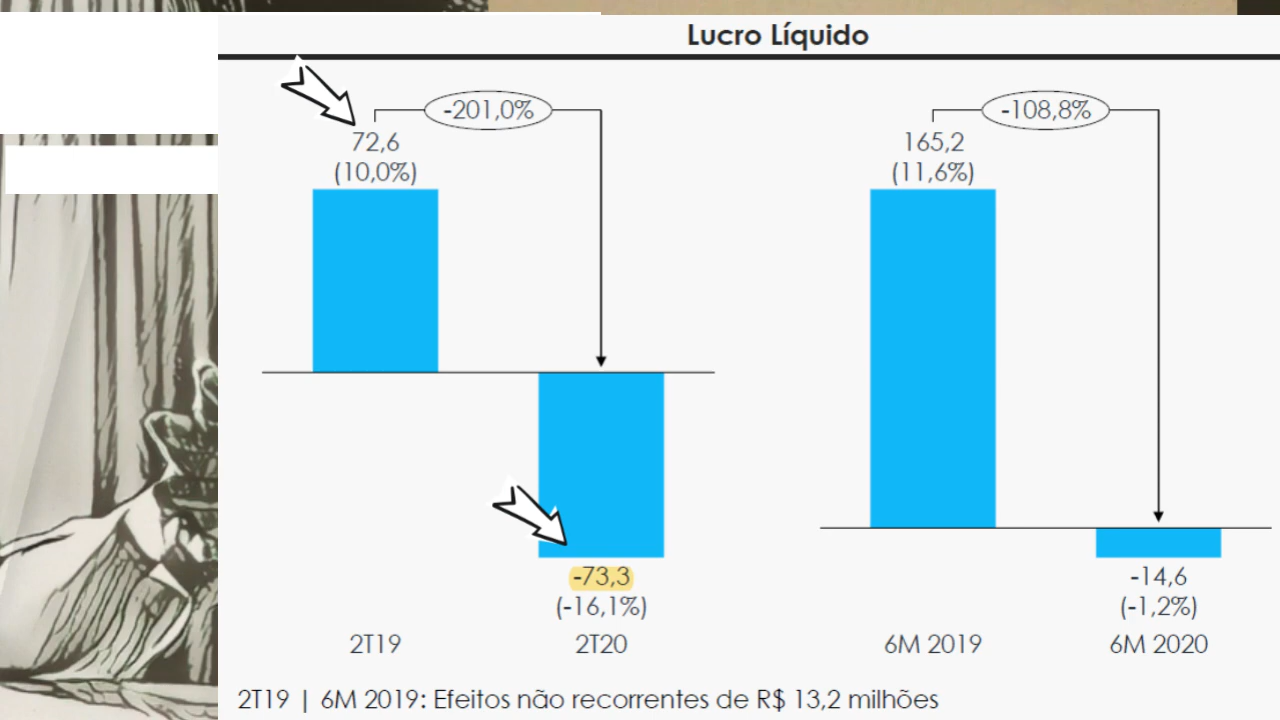 Lucro Líquido
-201,0%
72,6
(10,0%)
-73,3
(-16,1%)
2T19
2T20
-108,8%
165,2
(11,6%)
-14,6
(-1,2%)
6M 2019
6M 2020
2T19 | 6M 2019: Efeitos não recorrentes de R$ 13,2 milhões